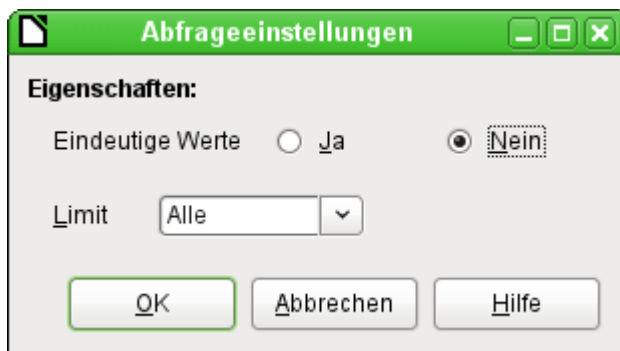 Abfrageeinstellungen
Eigenschaften:
Eindeutige Werte Ja Nein
Limit Alle
OK Abbrechen Hilfe